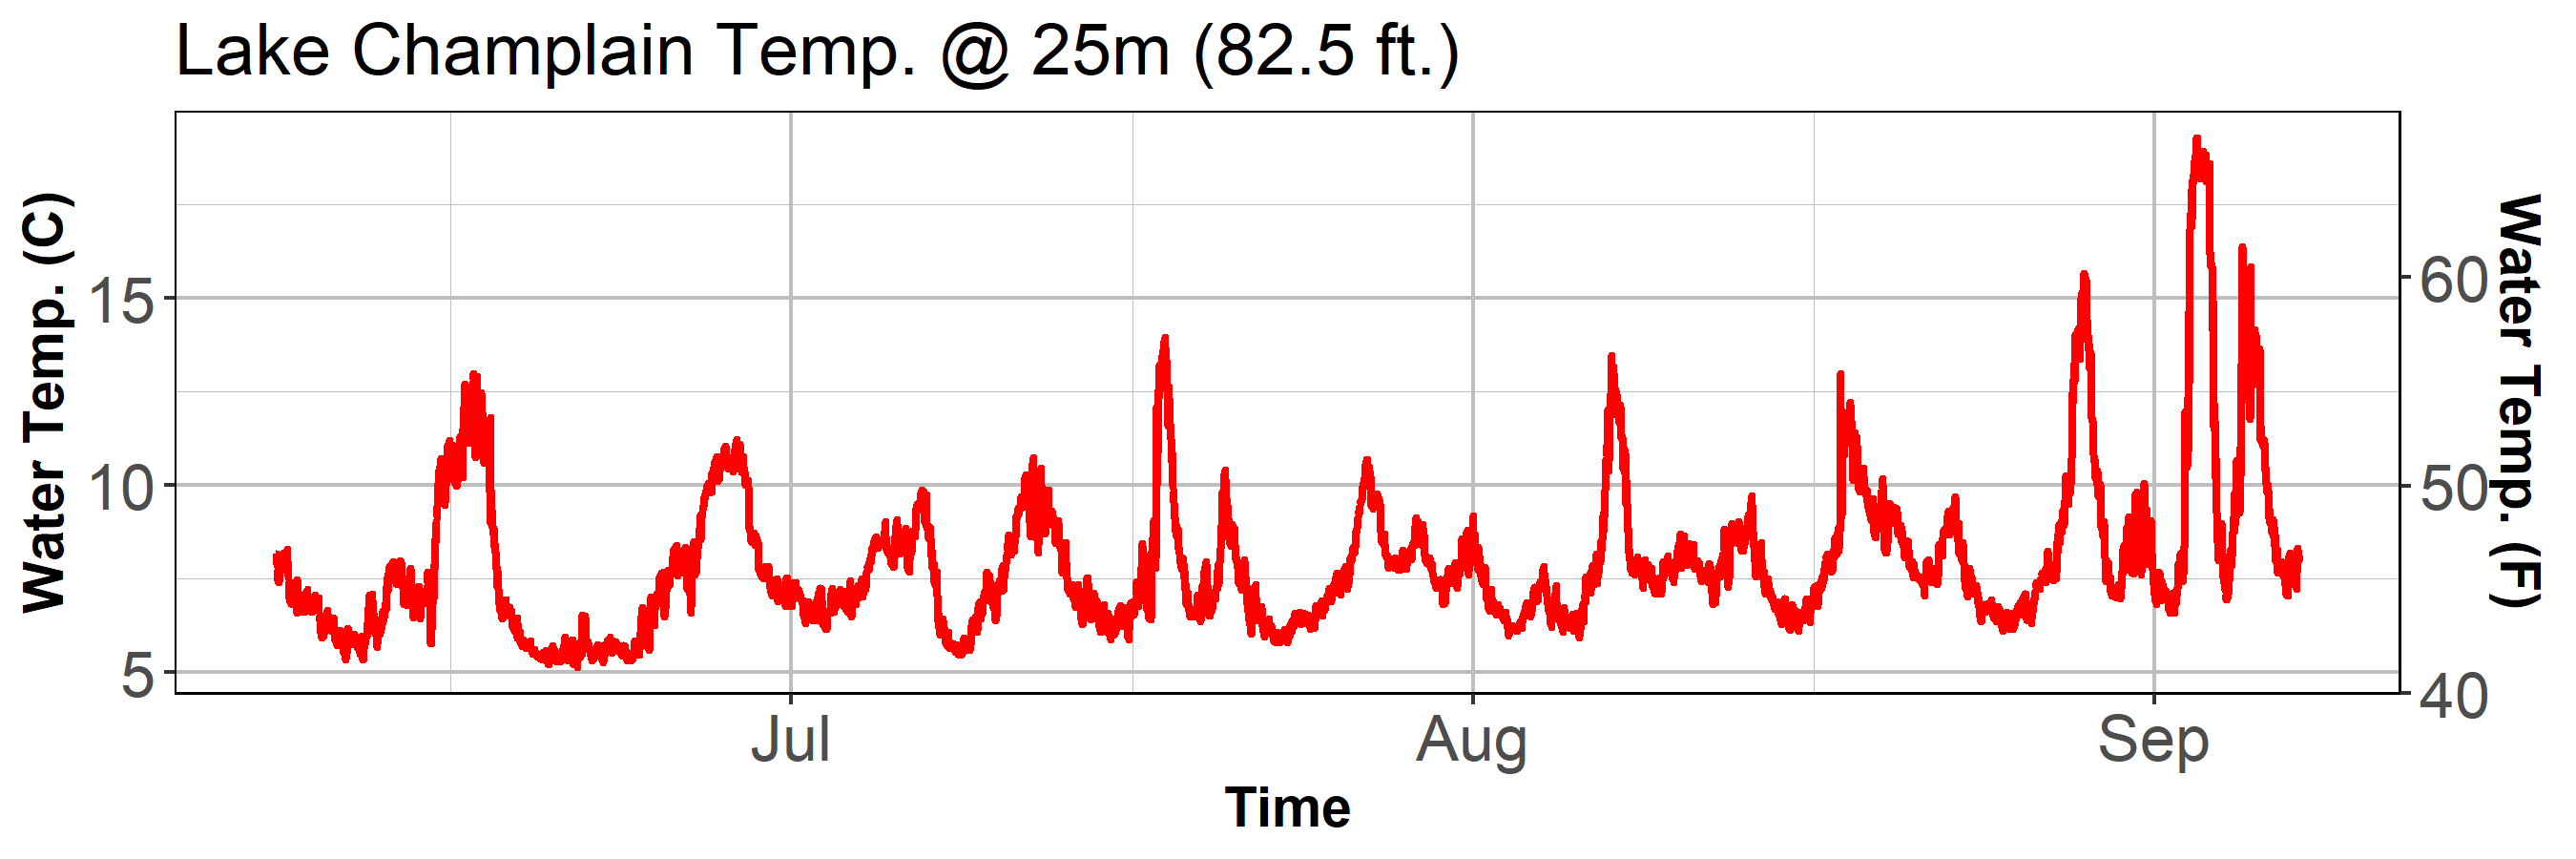 Lake Champlain Temp. @ 25m (82.5 ft.)
Water Temp. (C)
15
10
5
60
50
40
Water Temp. (F)
Jul
Aug
Sep
Time